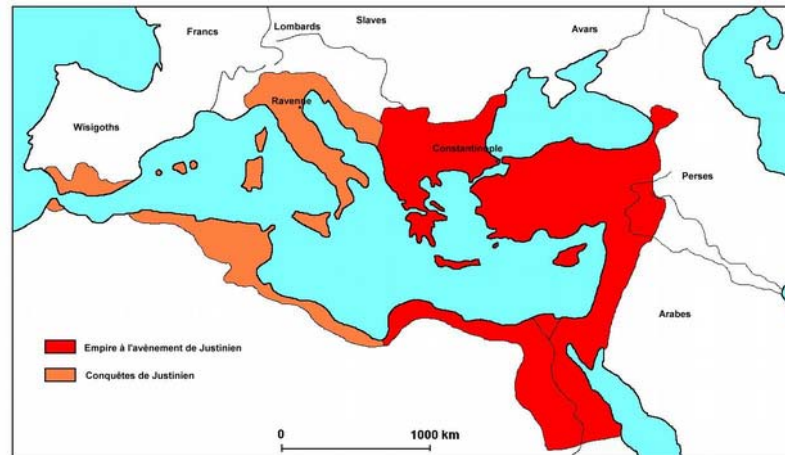 Slaves
Francs
Lombards
Avars
Ravenne
Wisigoths
Constantinople
Perses
Arabes
Empire à l'avènement de Justinien
Conquêtes de Justinien
0 1000 km